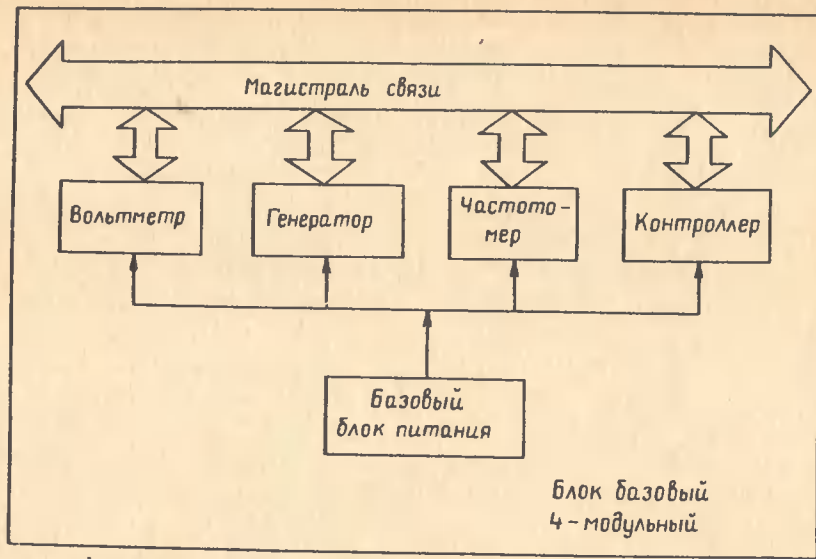 Магистраль связи
Вольтметр
Генератор
Частото-
мер
Контроллер
Базовый
блок питания
Блок базовый
4-модульный